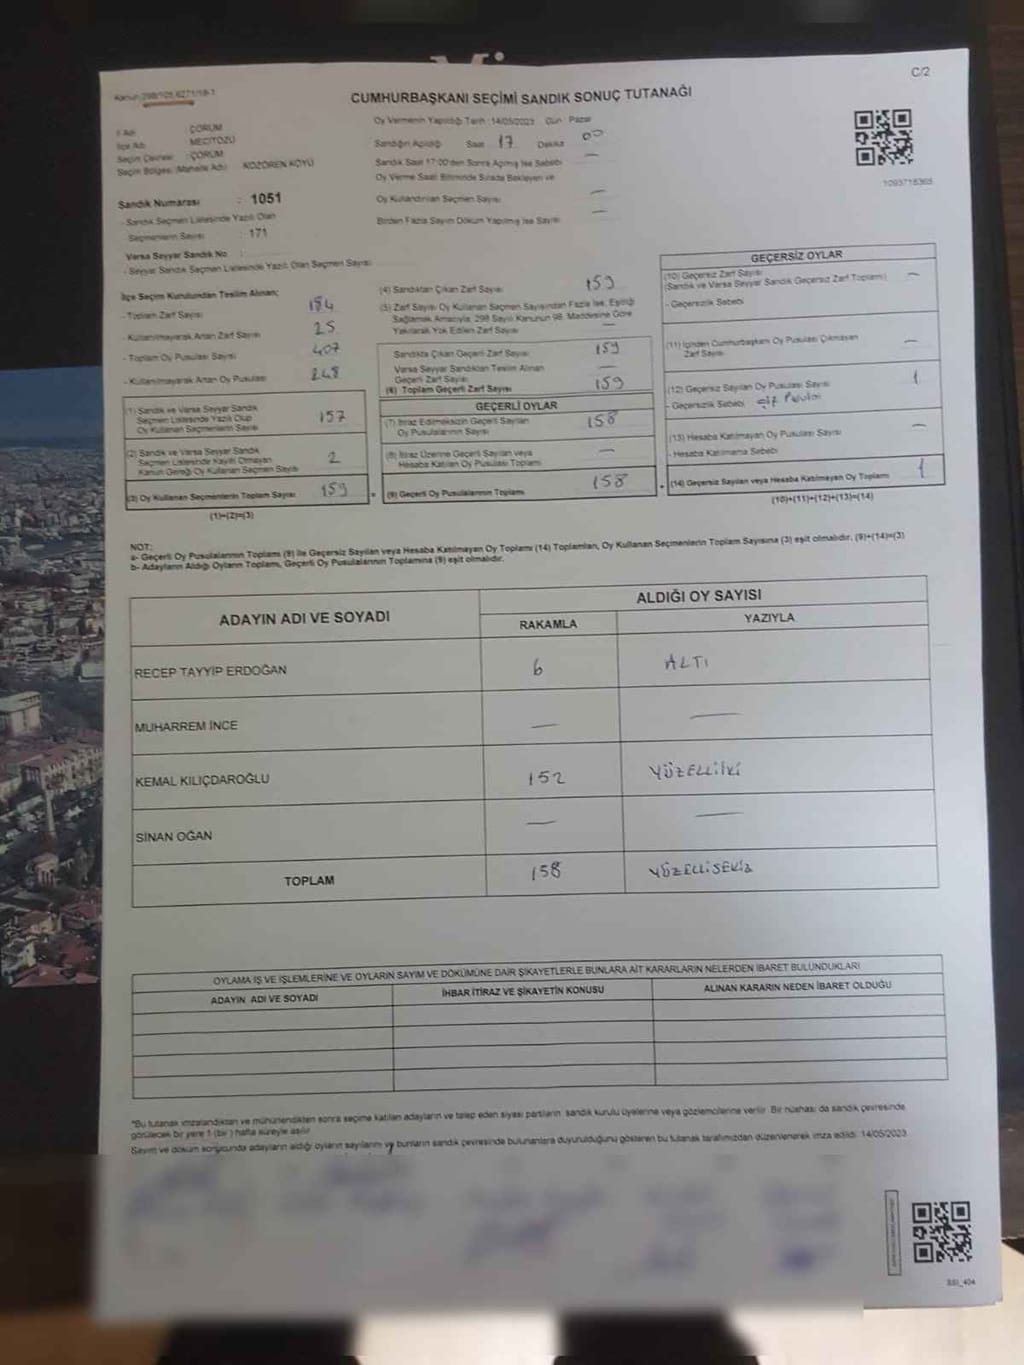 C/2
Kanun:298/105,6271/18-1
CUMHURBAŞKANI SEÇİMİ SANDIK SONUÇ TUTANAĞI
İl Adı : ÇORUM
İlçe Adı : MECİTÖZÜ
Seçim Çevresi : ÇORUM
Seçim Bölgesi (Mahalle Adı) : KOZÖREN KÖYÜ
Sandık Numarası : 1051
- Sandık Seçmen Listesinde Yazılı Olan
Seçmenlerin Sayısı : 171
Varsa Seyyar Sandık No :
- Seyyar Sandık Seçmen Listesinde Yazılı Olan Seçmen Sayısı
Oy Vermenin Yapıldığı Tarih :14/05/2023 Gün : Pazar
Sandığın Açıldığı Saat 17 Dakika 00
Sandık Saat 17:00'den Sonra Açılmış İse Sebebi —
Oy Verme Saati Bitiminde Sırada Bekleyen ve
Oy Kullandırılan Seçmen Sayısı —
Birden Fazla Sayım Döküm Yapılmış İse Sayısı —
1093718365
İlçe Seçim Kurulundan Teslim Alınan;
- Toplam Zarf Sayısı 184
- Kullanılmayarak Artan Zarf Sayısı 25
- Toplam Oy Pusulası Sayısı 407
- Kullanılmayarak Artan Oy Pusulası 248
(1) Sandık ve Varsa Seyyar Sandık
Seçmen Listesinde Yazılı Olup
Oy Kullanan Seçmenlerin Sayısı 157
(2) Sandık ve Varsa Seyyar Sandık
Seçmen Listesinde Kayıtlı Olmayan
Kanun Gereği Oy Kullanan Seçmen Sayısı 2
(3) Oy Kullanan Seçmenlerin Toplam Sayısı 159
(1)+(2)=(3)
(4) Sandıktan Çıkan Zarf Sayısı 159
(5) Zarf Sayısı Oy Kullanan Seçmen Sayısından Fazla İse, Eşitliği
Sağlamak Amacıyla, 298 Sayılı Kanunun 98. Maddesine Göre
Yakılarak Yok Edilen Zarf Sayısı —
Sandıkta Çıkan Geçerli Zarf Sayısı 159
Varsa Seyyar Sandıktan Teslim Alınan
Geçerli Zarf Sayısı —
(6) Toplam Geçerli Zarf Sayısı 159
GEÇERLİ OYLAR
(7) İtiraz Edilmeksizin Geçerli Sayılan
Oy Pusulalarının Sayısı 158
(8) İtiraz Üzerine Geçerli Sayılan veya
Hesaba Katılan Oy Pusulası Toplamı —
(9) Geçerli Oy Pusulalarının Toplamı 158
GEÇERSİZ OYLAR
(10) Geçersiz Zarf Sayısı
(Sandık ve Varsa Seyyar Sandık Geçersiz Zarf Toplamı) —
- Geçersizlik Sebebi
(11) İçinden Cumhurbaşkanı Oy Pusulası Çıkmayan
Zarf Sayısı —
(12) Geçersiz Sayılan Oy Pusulası Sayısı 1
- Geçersizlik Sebebi
(13) Hesaba Katılmayan Oy Pusulası Sayısı —
- Hesaba Katılmama Sebebi
(14) Geçersiz Sayılan veya Hesaba Katılmayan Oy Toplamı 1
(10)+(11)+(12)+(13)=(14)
NOT:
a- Geçerli Oy Pusulalarının Toplamı (9) ile Geçersiz Sayılan veya Hesaba Katılmayan Oy Toplamı (14) Toplamları, Oy Kullanan Seçmenlerin Toplam Sayısına (3) eşit olmalıdır. (9)+(14)=(3)
b- Adayların Aldığı Oyların Toplamı, Geçerli Oy Pusulalarının Toplamına (9) eşit olmalıdır.
ADAYIN ADI VE SOYADI
ALDIĞI OY SAYISI
RAKAMLA YAZIYLA
RECEP TAYYİP ERDOĞAN 6 ALTI
MUHARREM İNCE — —
KEMAL KILIÇDAROĞLU 152 YÜZELLİİKİ
SİNAN OĞAN — —
TOPLAM 158 YÜZELLİSEKİZ
OYLAMA İŞ VE İŞLEMLERİNE VE OYLARIN SAYIM VE DÖKÜMÜNE DAİR ŞİKAYETLERLE BUNLARA AİT KARARLARIN NELERDEN İBARET BULUNDUKLARI
ADAYIN ADI VE SOYADI İHBAR İTİRAZ VE ŞİKAYETİN KONUSU ALINAN KARARIN NEDEN İBARET OLDUĞU
*Bu tutanak imzalandıktan ve mühürlendikten sonra seçime katılan adayların ve talep eden siyasi partilerin sandık kurulu üyelerine veya gözlemcilerine verilir. Bir nüshası da sandık çevresinde
görülecek bir yere 1 (bir) hafta süreyle asılır.
Sayım ve döküm sonucunda adayların aldığı oyların sayılarını ve bunların sandık çevresinde bulunanlara duyurulduğunu gösteren bu tutanak tarafımızdan düzenlenerek imza edildi. 14/05/2023
SSI_404